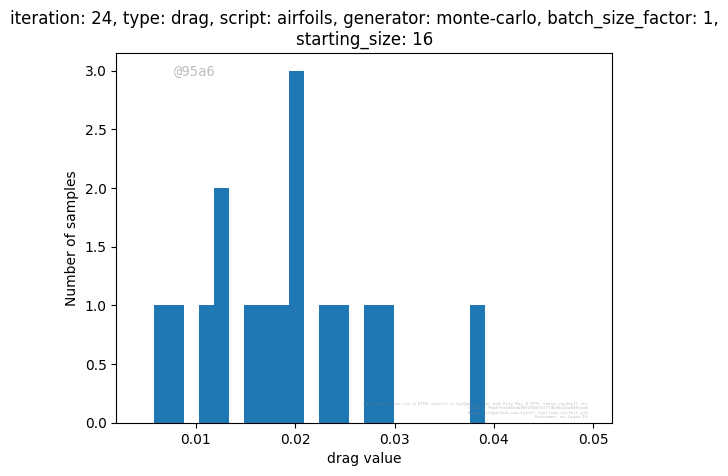 iteration: 24, type: drag, script: airfoils, generator: monte-carlo, batch_size_factor: 1,
starting_size: 16
@95a6
Number of samples
3.0
2.5
2.0
1.5
1.0
0.5
0.0
0.01
0.02
0.03
0.04
0.05
drag value